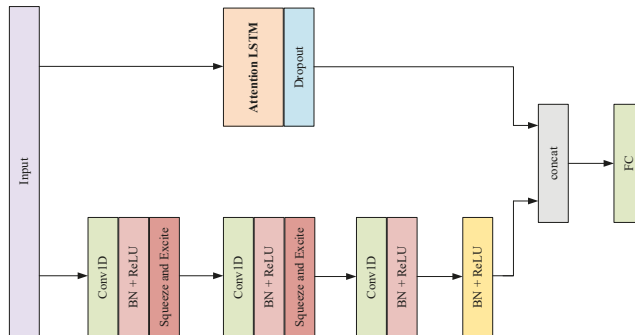 Input
Attention LSTM
Dropout
Conv1D
BN + ReLU
Squeeze and Excite
Conv1D
BN + ReLU
Squeeze and Excite
Conv1D
BN + ReLU
BN + ReLU
concat
FC